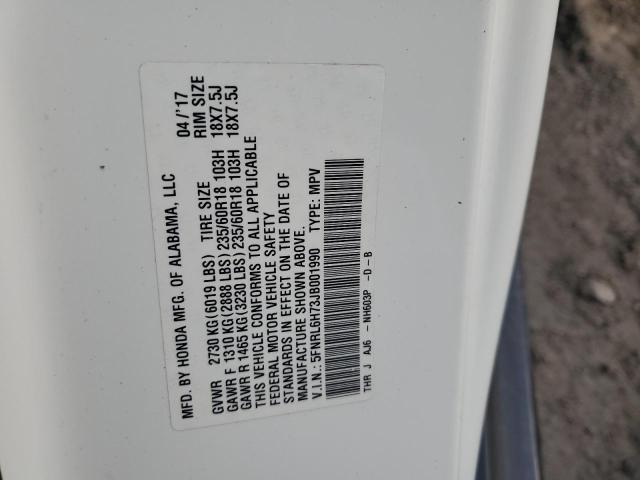 MFD. BY HONDA MFG. OF ALABAMA, LLC 04/'17
GVWR 2730 KG (6019 LBS) TIRE SIZE RIM SIZE
GAWR F 1310 KG (2888 LBS) 235/60R18 103H 18X7.5J
GAWR R 1465 KG (3230 LBS) 235/60R18 103H 18X7.5J
THIS VEHICLE CONFORMS TO ALL APPLICABLE
FEDERAL MOTOR VEHICLE SAFETY
STANDARDS IN EFFECT ON THE DATE OF
MANUFACTURE SHOWN ABOVE.
V.I.N.: 5FNRL6H73JB001990 TYPE: MPV
THR J AJ6 - NH603P - D - B